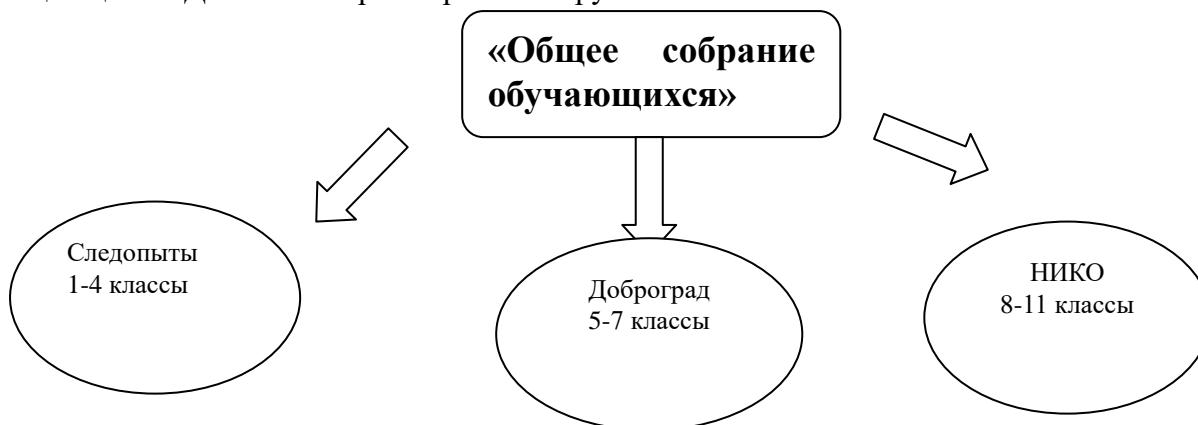 «Общее собрание
обучающихся»
Следопыты
1-4 классы
Доброград
5-7 классы
НИКО
8-11 классы